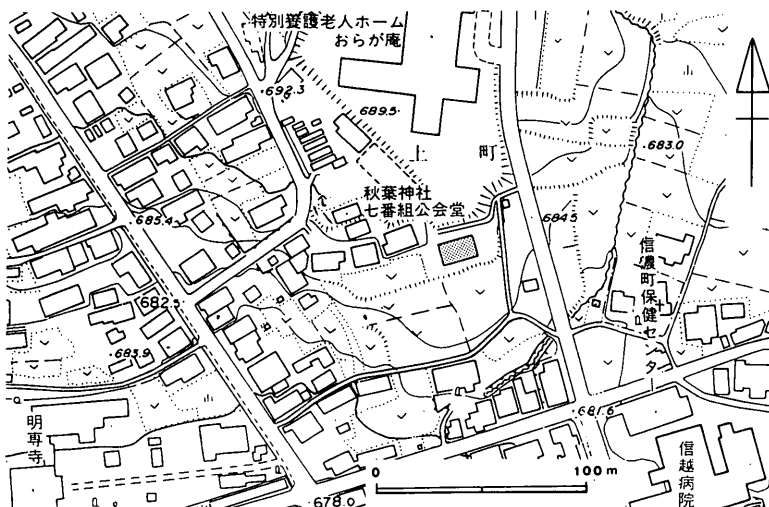 特別養護老人ホーム
おらが庵
692.3
689.5
上町
683.0
秋葉神社
七番組公会堂
685.4
684.5
信濃町保健センター
682.5
683.9
681.6
明専寺
信越病院
0 100m
678.0